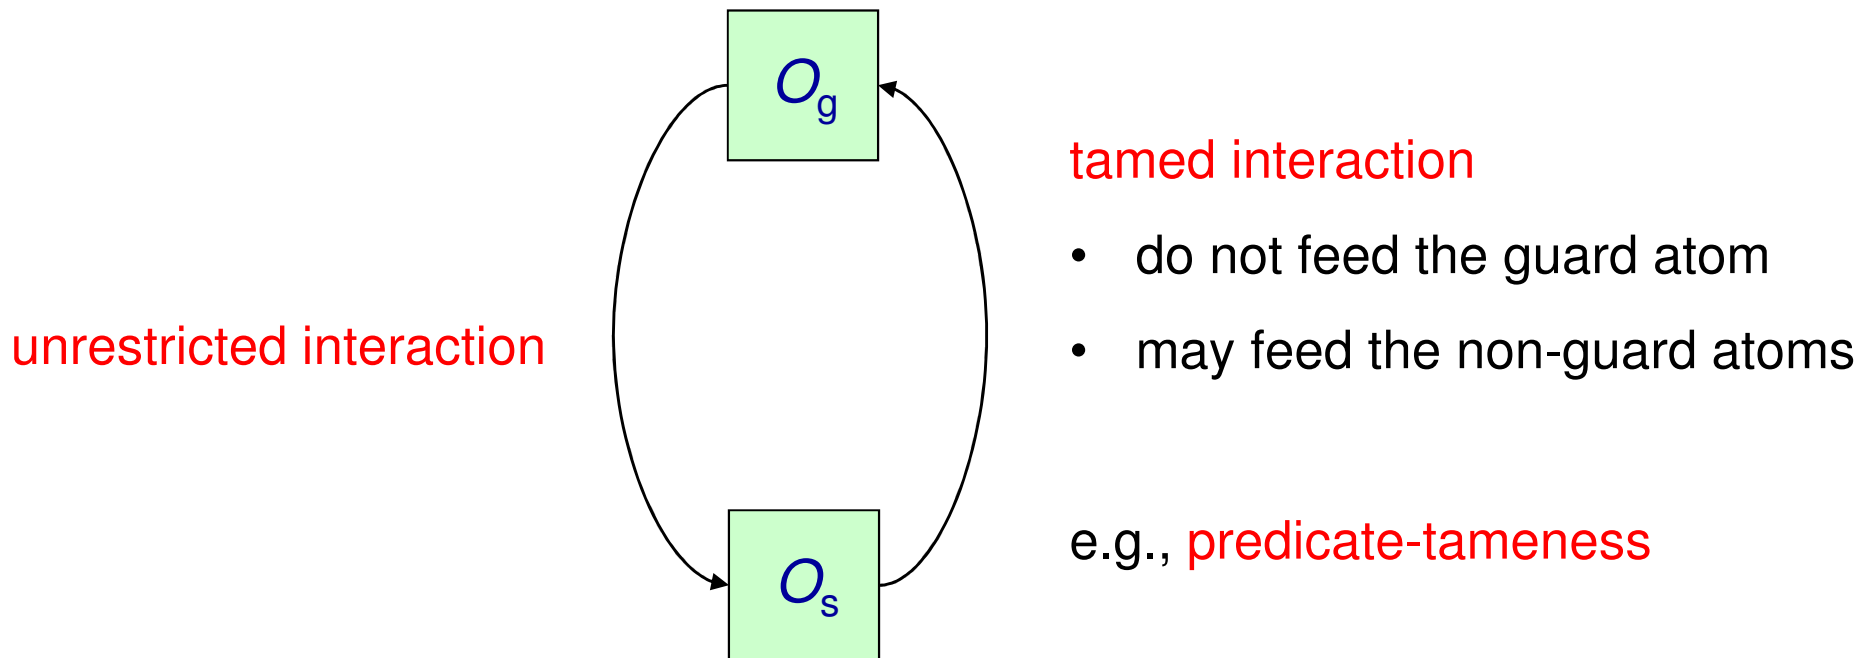 Og
tamed interaction
• do not feed the guard atom
unrestricted interaction
• may feed the non-guard atoms
e.g., predicate-tameness
Os